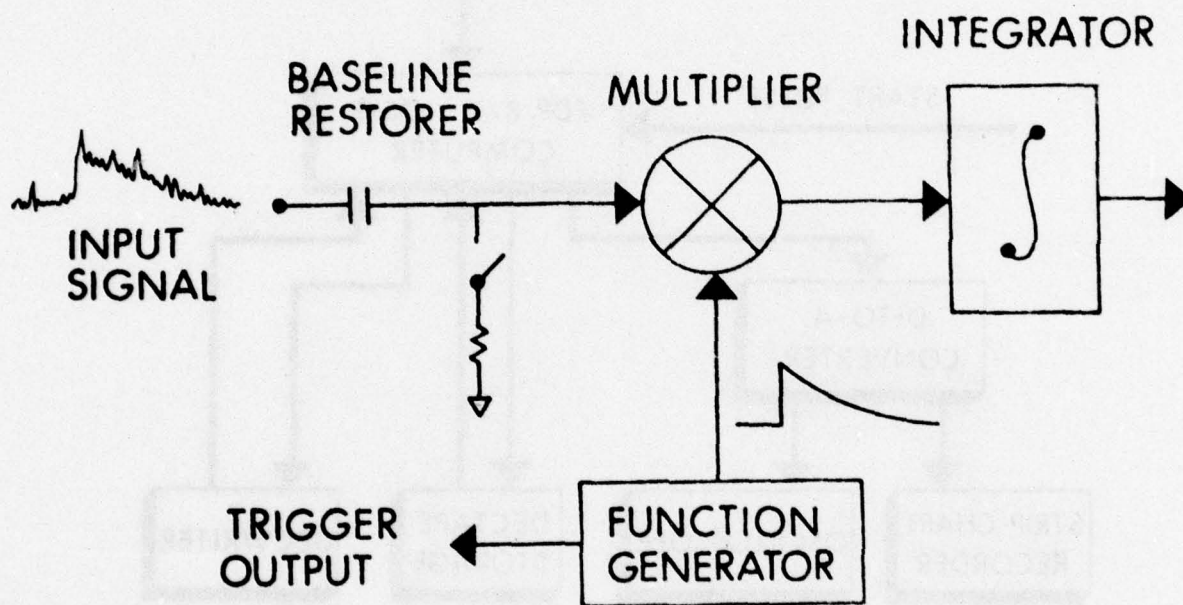 INTEGRATOR
BASELINE
RESTORER
MULTIPLIER
INPUT
SIGNAL
TRIGGER
OUTPUT
FUNCTION
GENERATOR